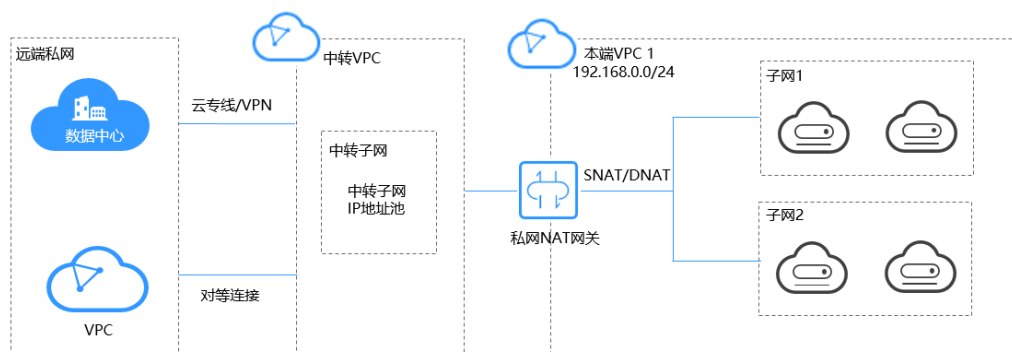 远端私网
数据中心
VPC
云专线/VPN
对等连接
中转VPC
中转子网
中转子网
IP地址池
本端VPC 1
192.168.0.0/24
私网NAT网关
SNAT/DNAT
子网1
子网2